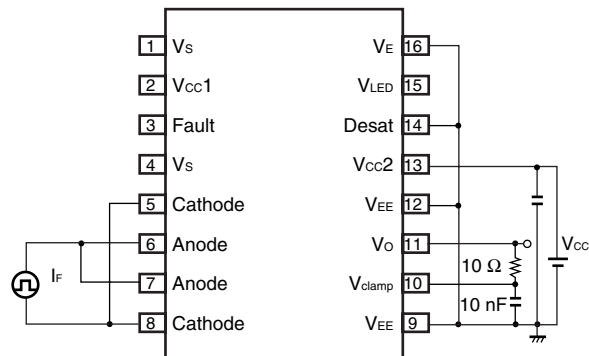 1 Vs VE 16
2 Vcc1 VLED 15
3 Fault Desat 14
4 Vs Vcc2 13
5 Cathode VEE 12
6 Anode Vo 11
7 Anode Vclamp 10
8 Cathode VEE 9
IF
10 Ω
10 nF
Vcc